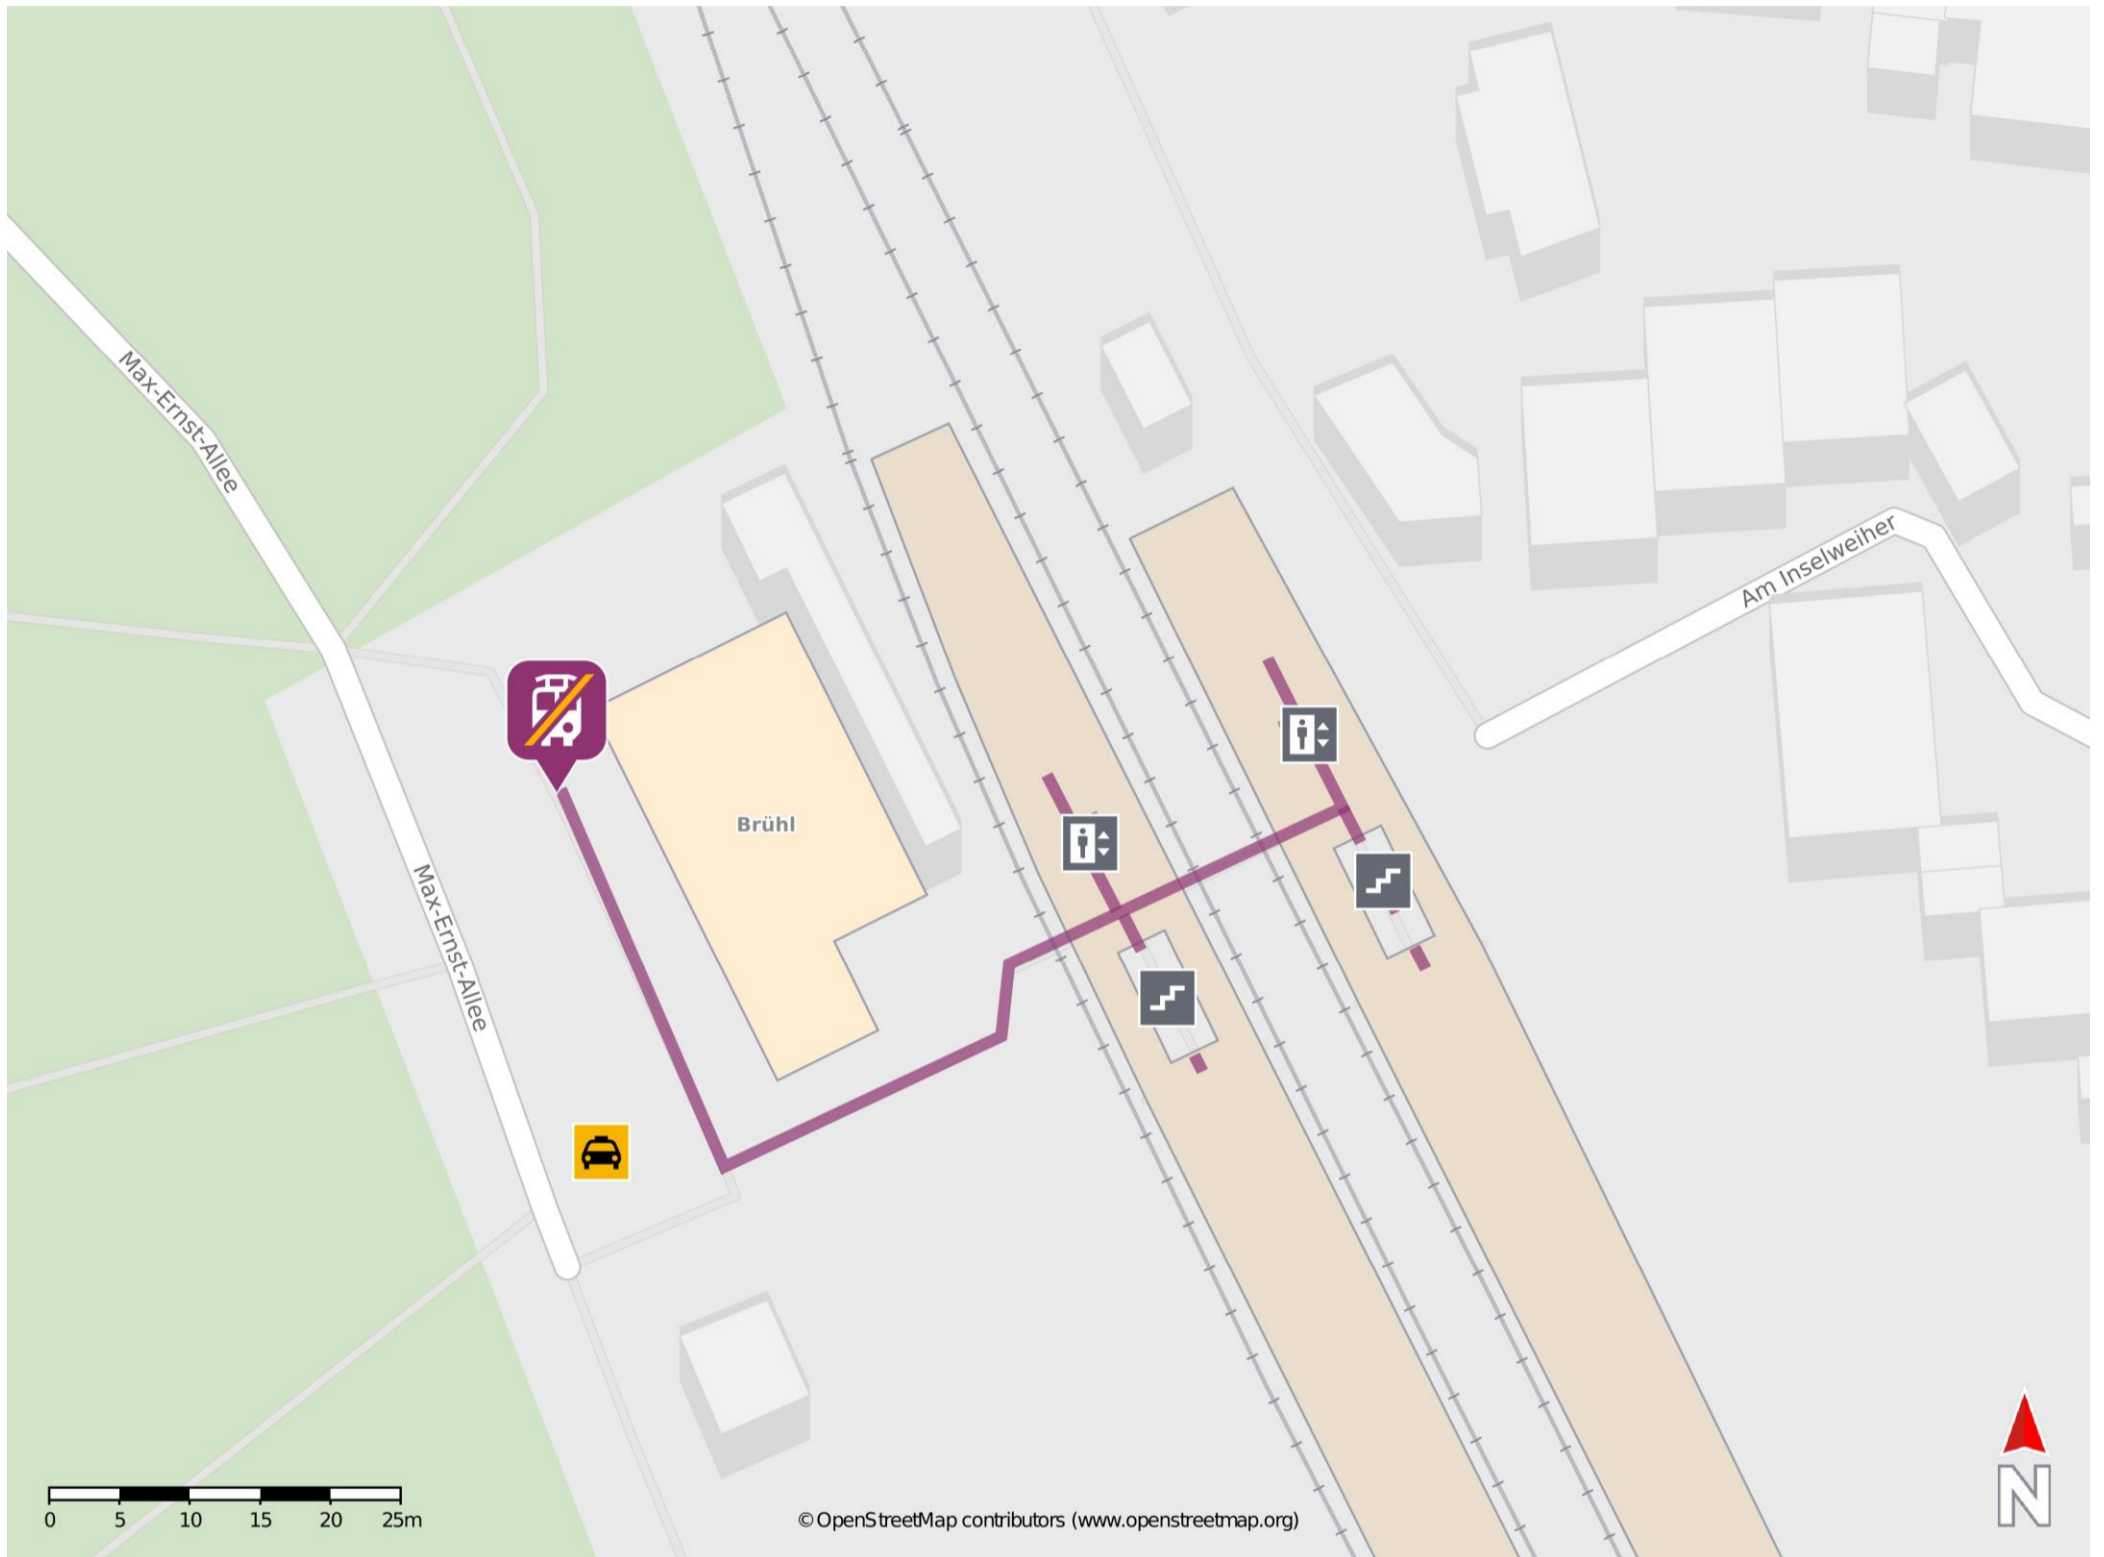 Max-Ernst-Allee
Am Inselweiher
Brühl
Max-Ernst-Allee
N
0 5 10 15 20 25m
© OpenStreetMap contributors (www.openstreetmap.org)